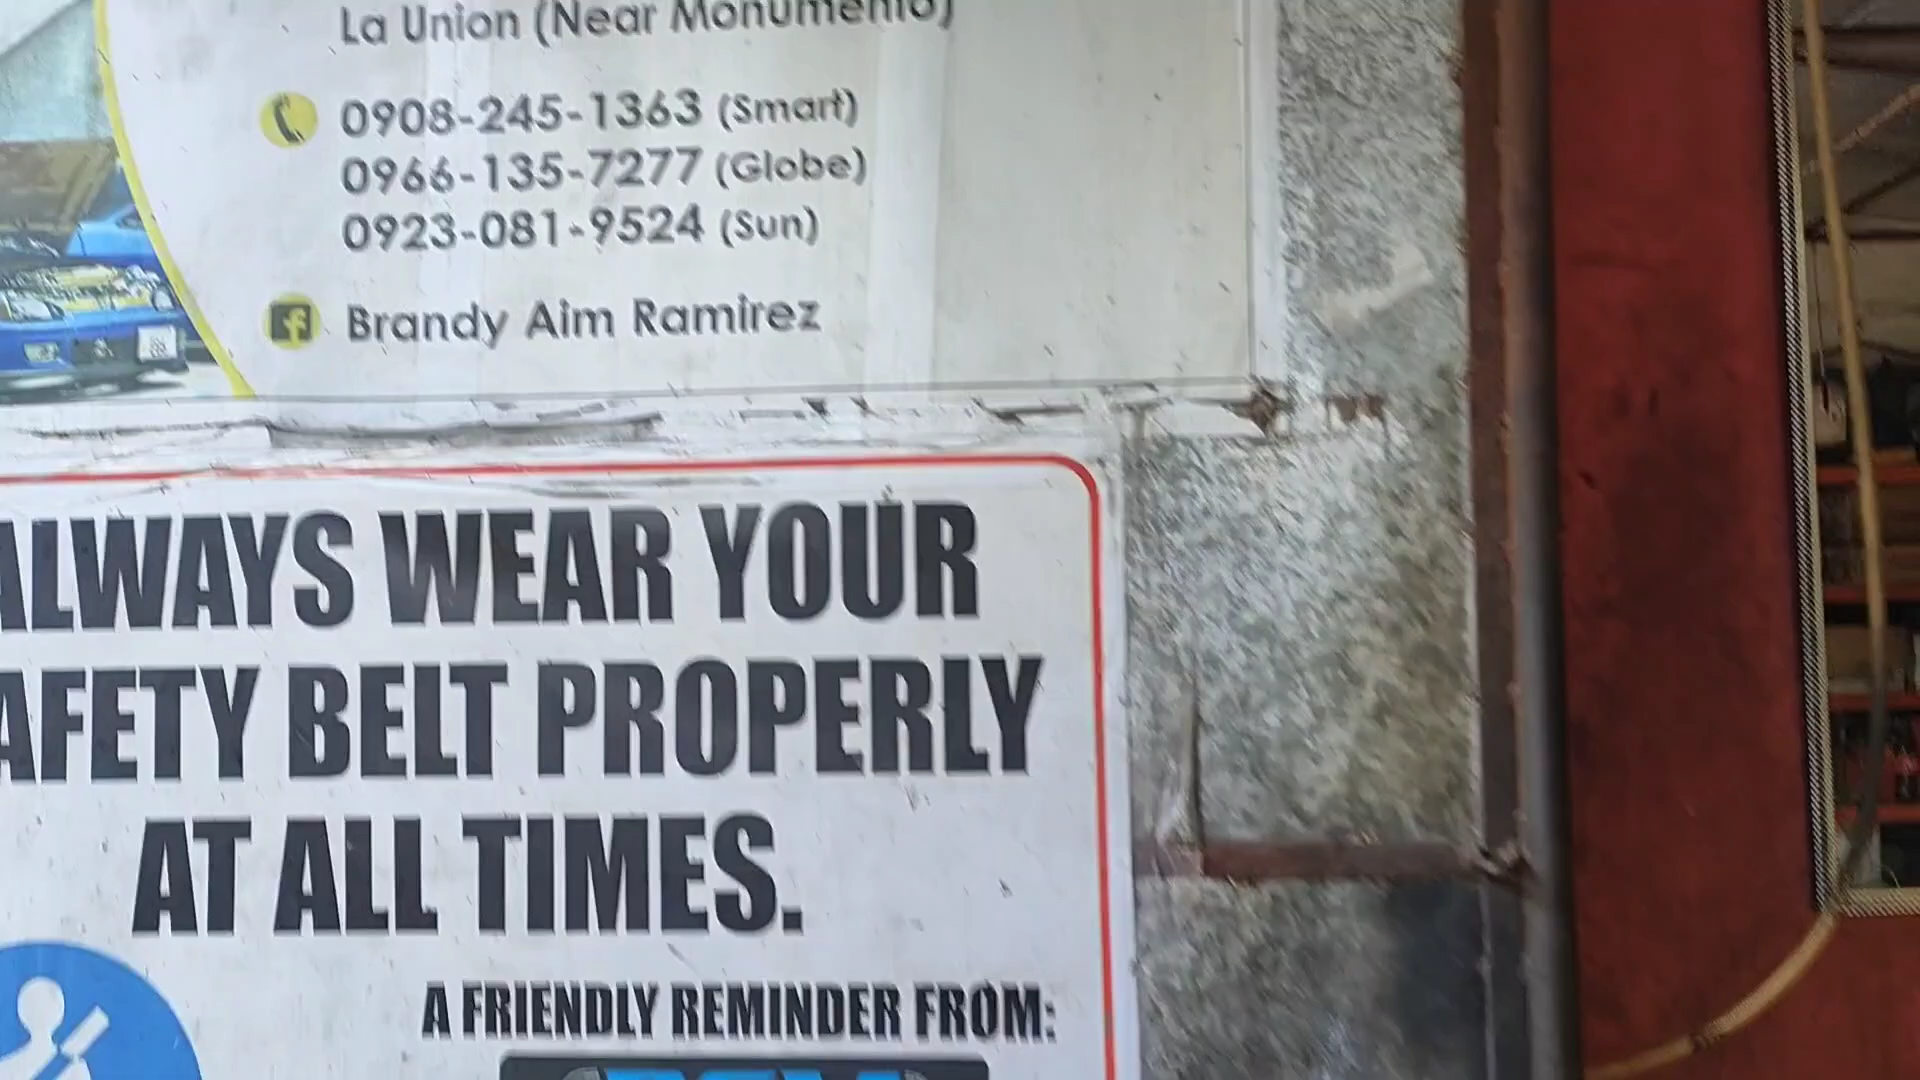 La Union (Near Monumento)
0908-245-1363 (Smart)
0966-135-7277 (Globe)
0923-081-9524 (Sun)
Brandy Aim Ramirez
ALWAYS WEAR YOUR
AFETY BELT PROPERLY
AT ALL TIMES.
A FRIENDLY REMINDER FROM: